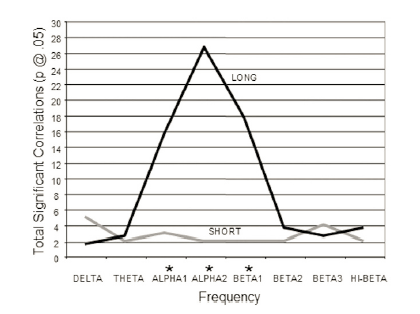 Total Significant Correlations (p @ .05)
30
28
26
24
22
20
18
16
14
12
10
8
6
4
2
0
LONG
SHORT
* * *
DELTA THETA ALPHA1 ALPHA2 BETA1 BETA2 BETA3 HI-BETA
Frequency